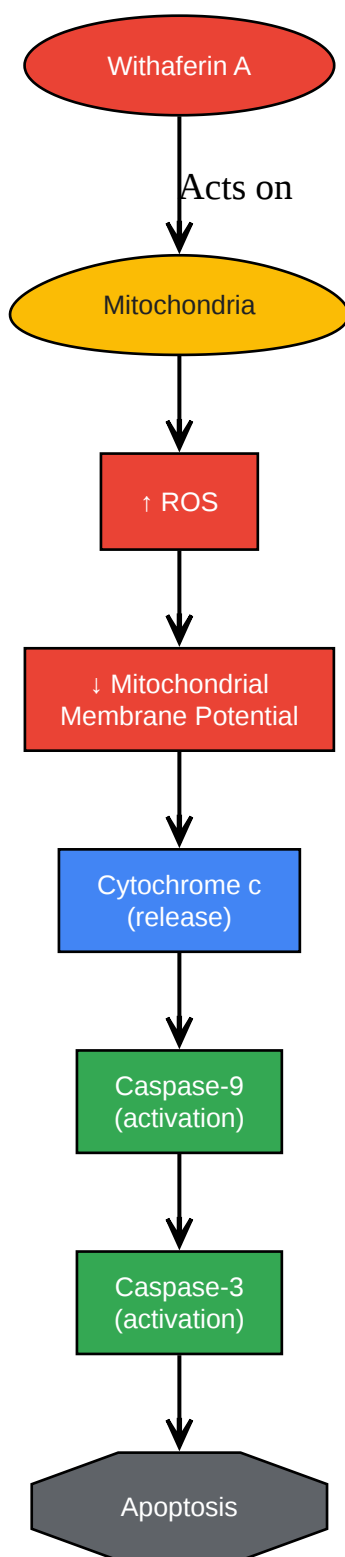 Withaferin A
Acts on
Mitochondria
↑ ROS
↓ Mitochondrial
Membrane Potential
Cytochrome c
(release)
Caspase-9
(activation)
Caspase-3
(activation)
Apoptosis